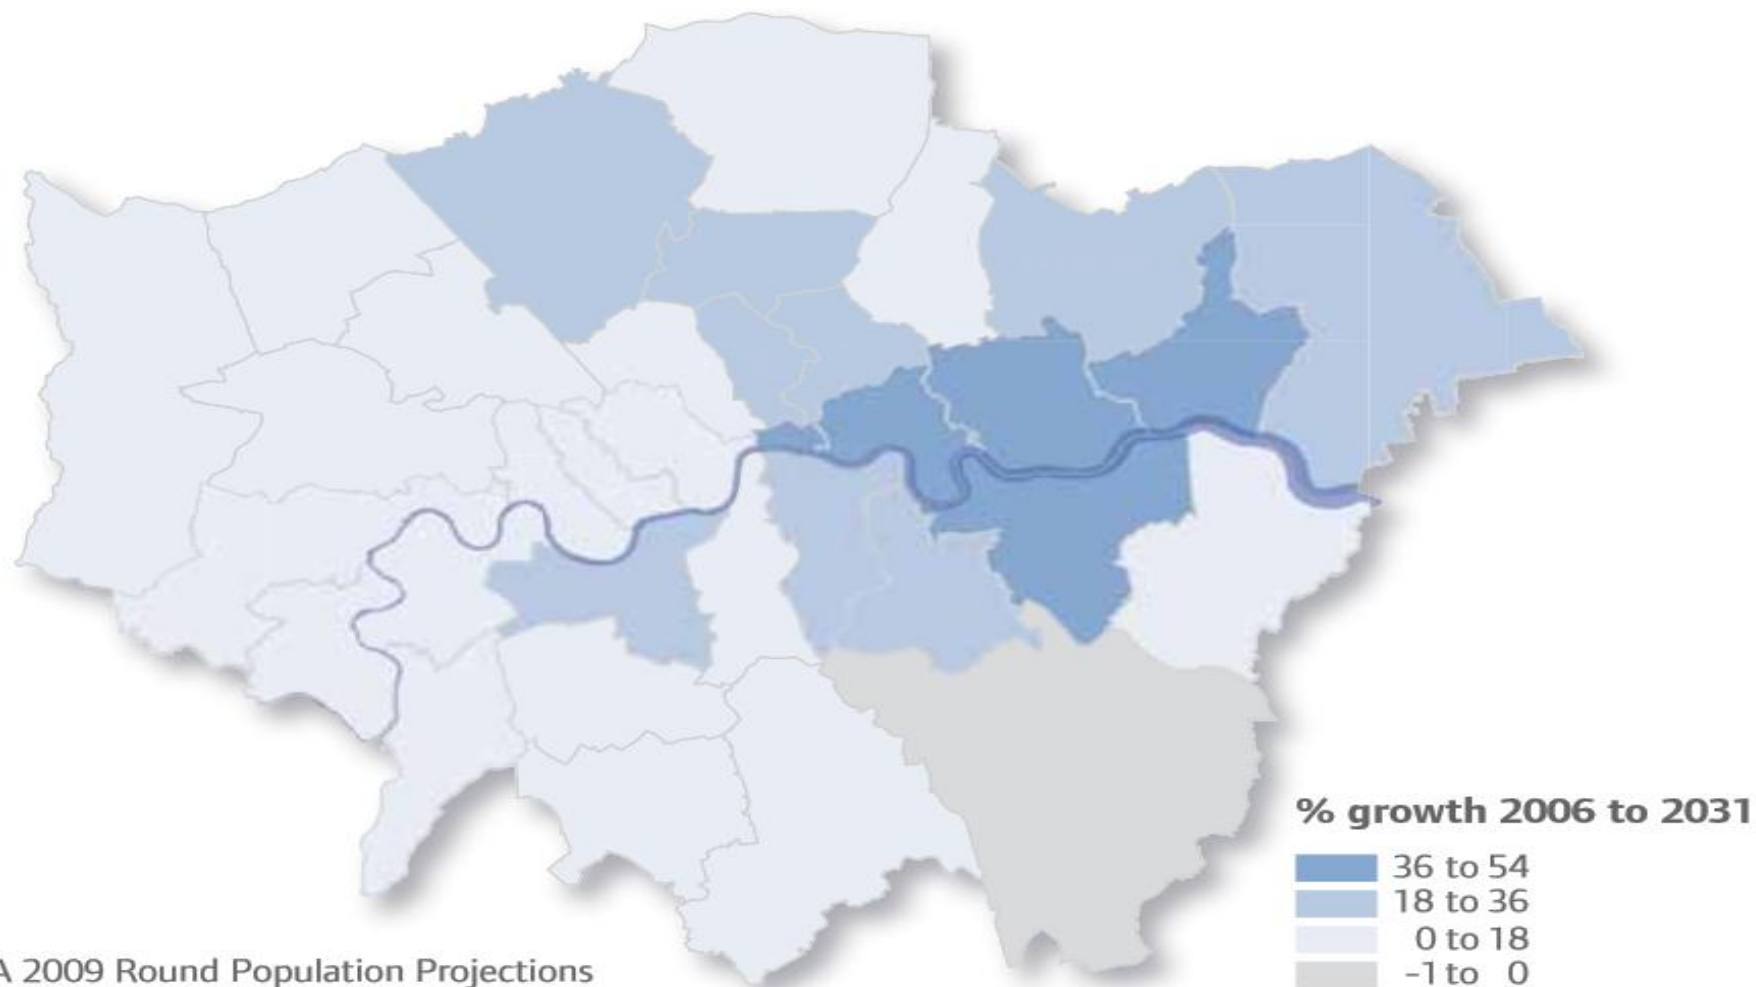 % growth 2006 to 2031
36 to 54
18 to 36
0 to 18
–1 to 0
A 2009 Round Population Projections